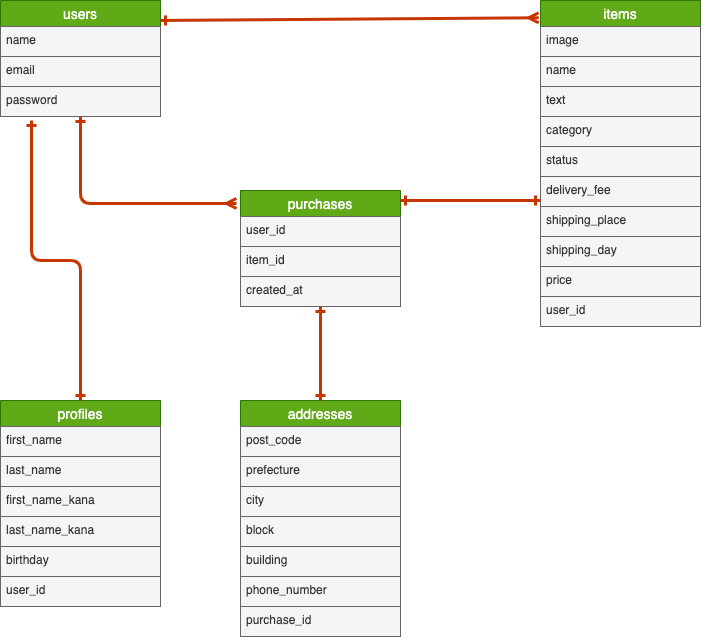 users
name
email
password
items
image
name
text
category
status
delivery_fee
shipping_place
shipping_day
price
user_id
purchases
user_id
item_id
created_at
profiles
first_name
last_name
first_name_kana
last_name_kana
birthday
user_id
addresses
post_code
prefecture
city
block
building
phone_number
purchase_id